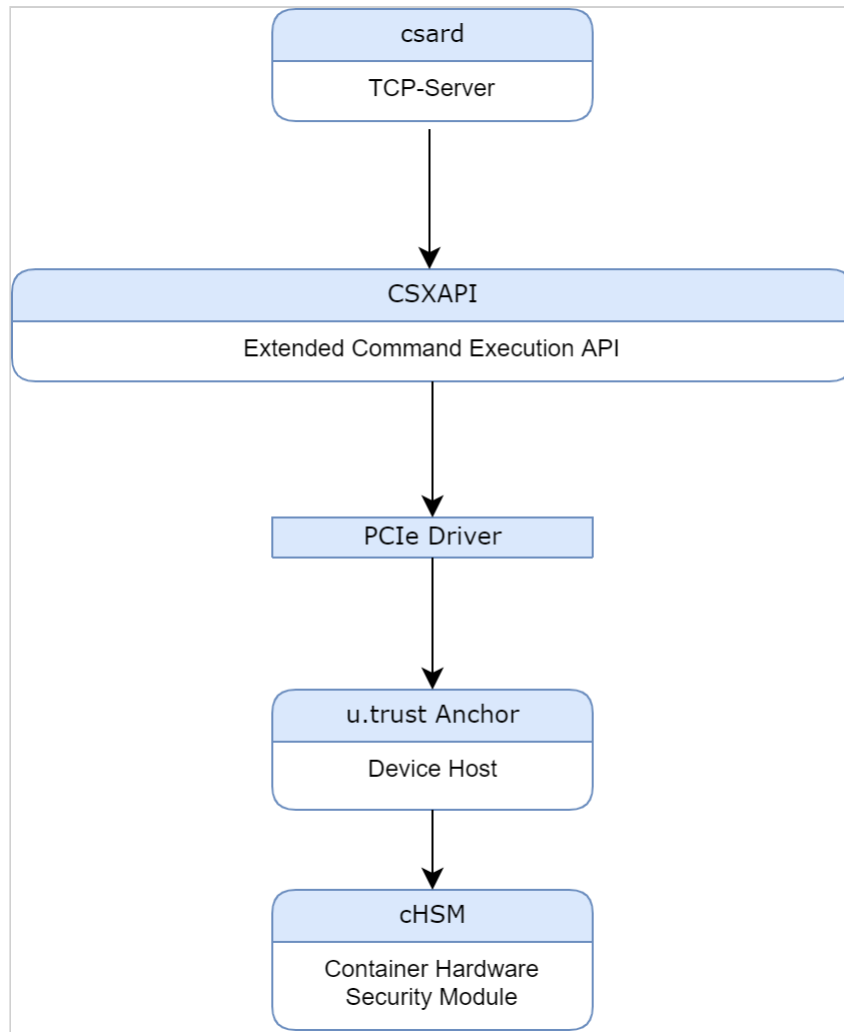 csard
TCP-Server
CSXAPI
Extended Command Execution API
PCIe Driver
u.trust Anchor
Device Host
cHSM
Container Hardware
Security Module